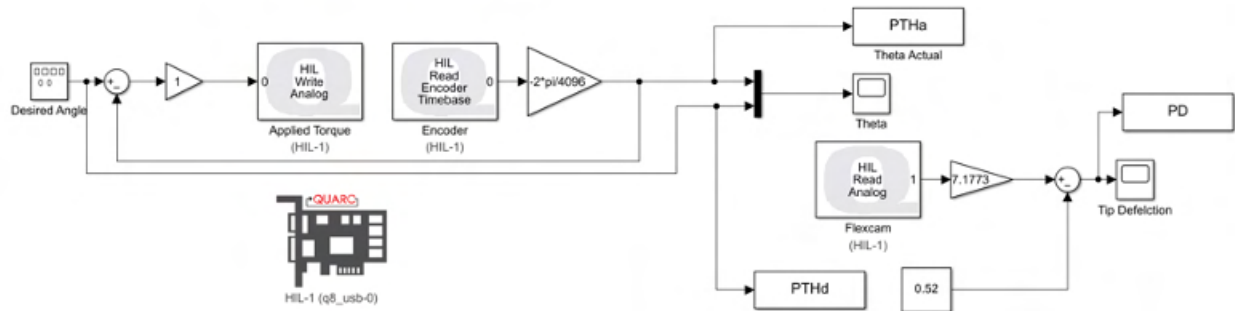 PTHa
Theta Actual
Desired Angle
+
-
1
0
HIL
Write
Analog
Applied Torque
(HIL-1)
HIL
Read
Encoder
Timebase
0
Encoder
(HIL-1)
-2*pi/4096
Theta
PD
HIL
Read
Analog
1
Flexcam
(HIL-1)
7.1773
+
-
Tip Defelction
QUARC
HIL-1 (q8_usb-0)
PTHd
0.52